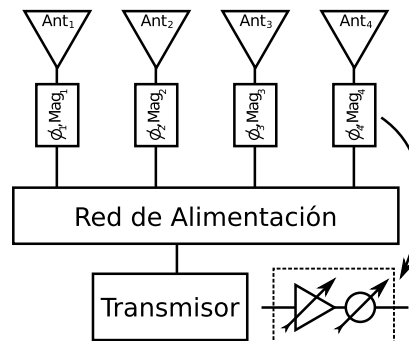 Ant₁ Ant₂ Ant₃ Ant₄
ϕ₁,Mag₁ ϕ₂,Mag₂ ϕ₃,Mag₃ ϕ₄,Mag₄
Red de Alimentación
Transmisor